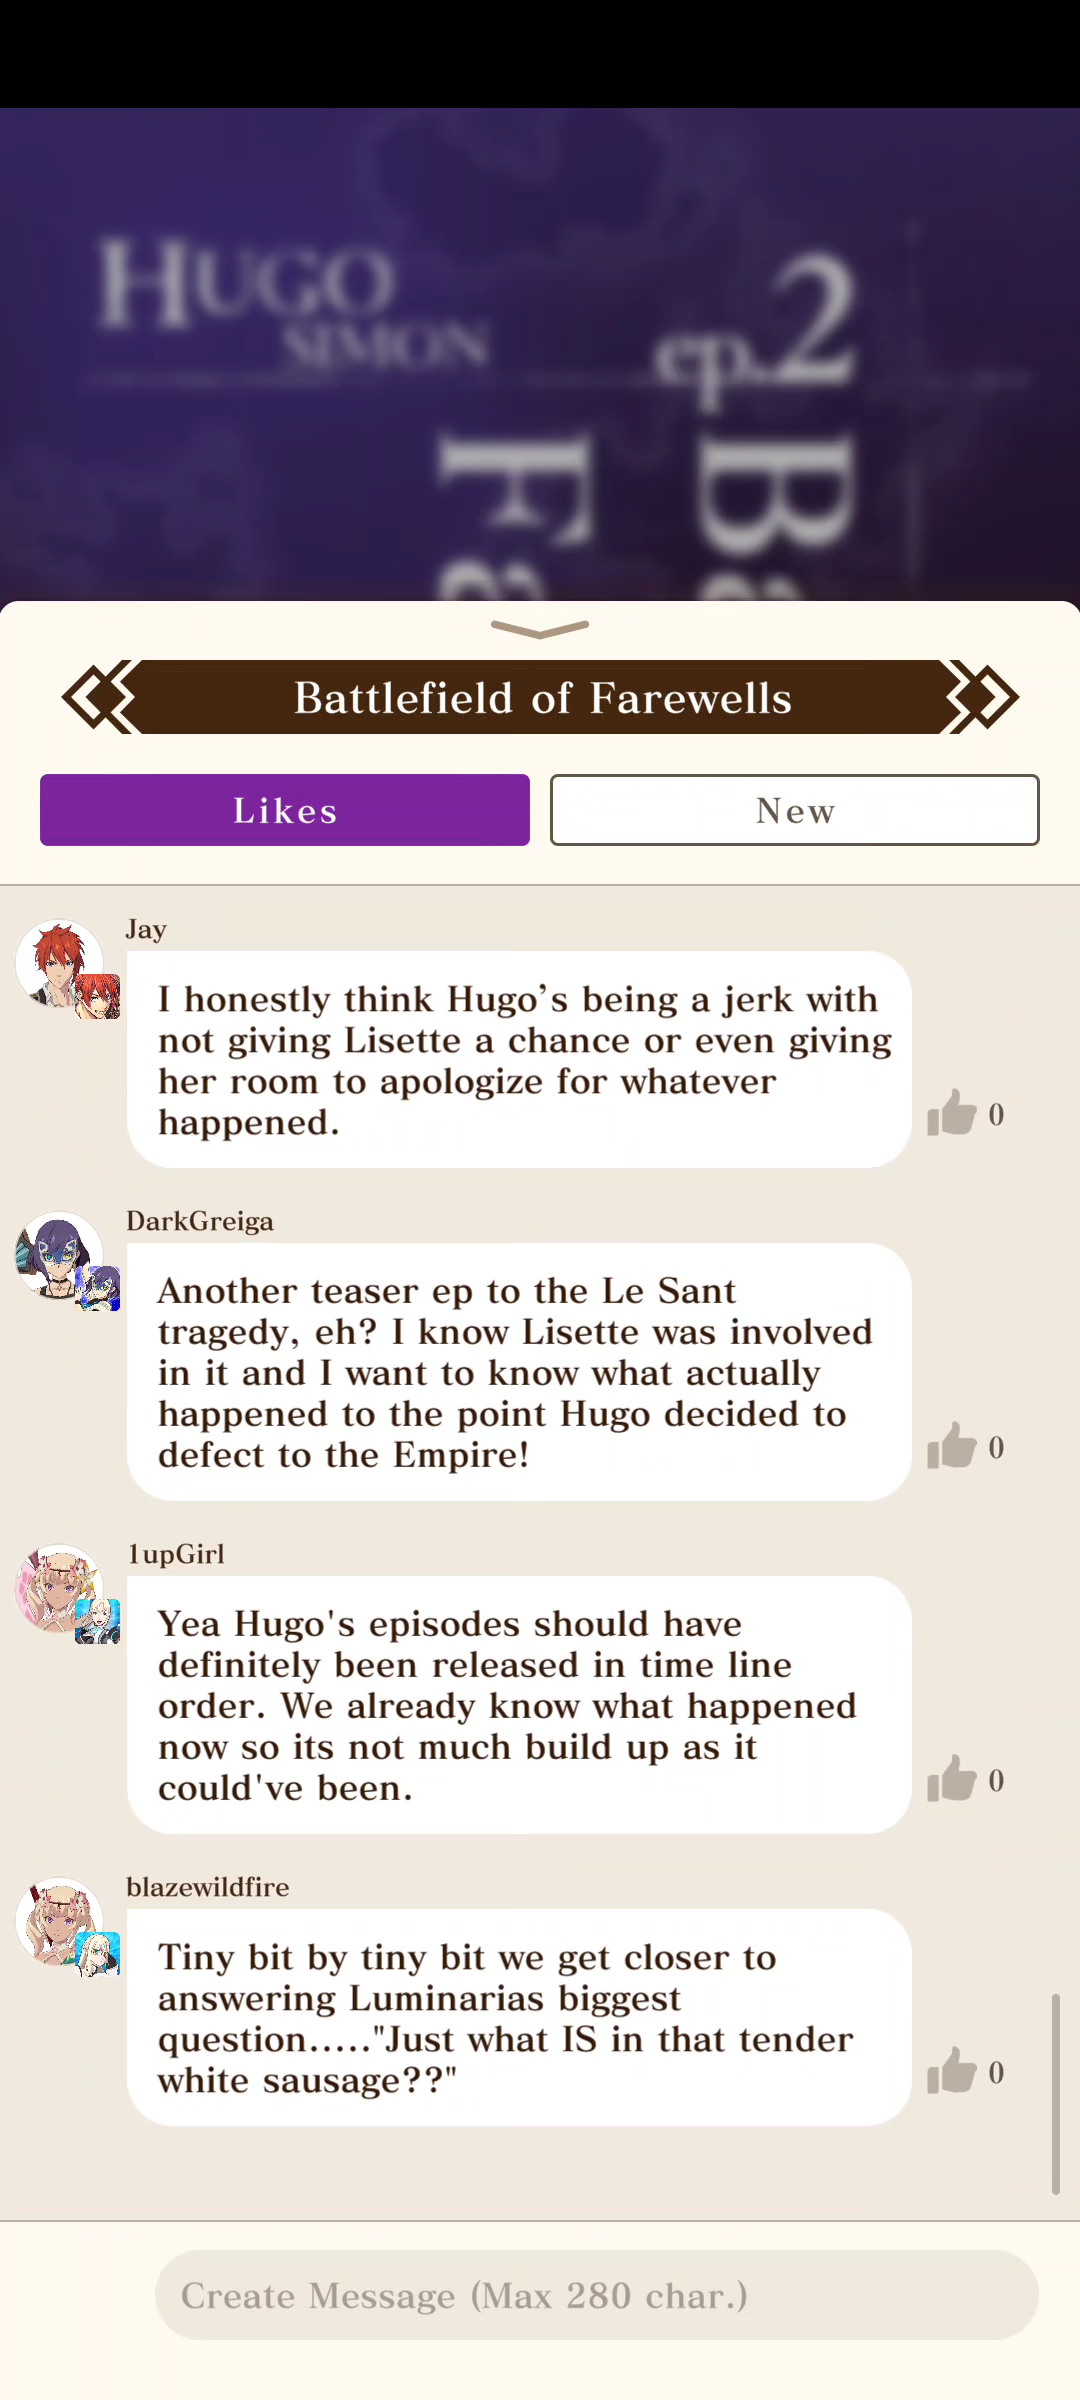 HUGO
SIMON
ep.2
Battlefield of Farewells
Likes
New
Jay
I honestly think Hugo’s being a jerk with
not giving Lisette a chance or even giving
her room to apologize for whatever
happened.
0
DarkGreiga
Another teaser ep to the Le Sant
tragedy, eh? I know Lisette was involved
in it and I want to know what actually
happened to the point Hugo decided to
defect to the Empire!
0
1upGirl
Yea Hugo's episodes should have
definitely been released in time line
order. We already know what happened
now so its not much build up as it
could've been.
0
blazewildfire
Tiny bit by tiny bit we get closer to
answering Luminarias biggest
question....."Just what IS in that tender
white sausage??"
0
Create Message (Max 280 char.)